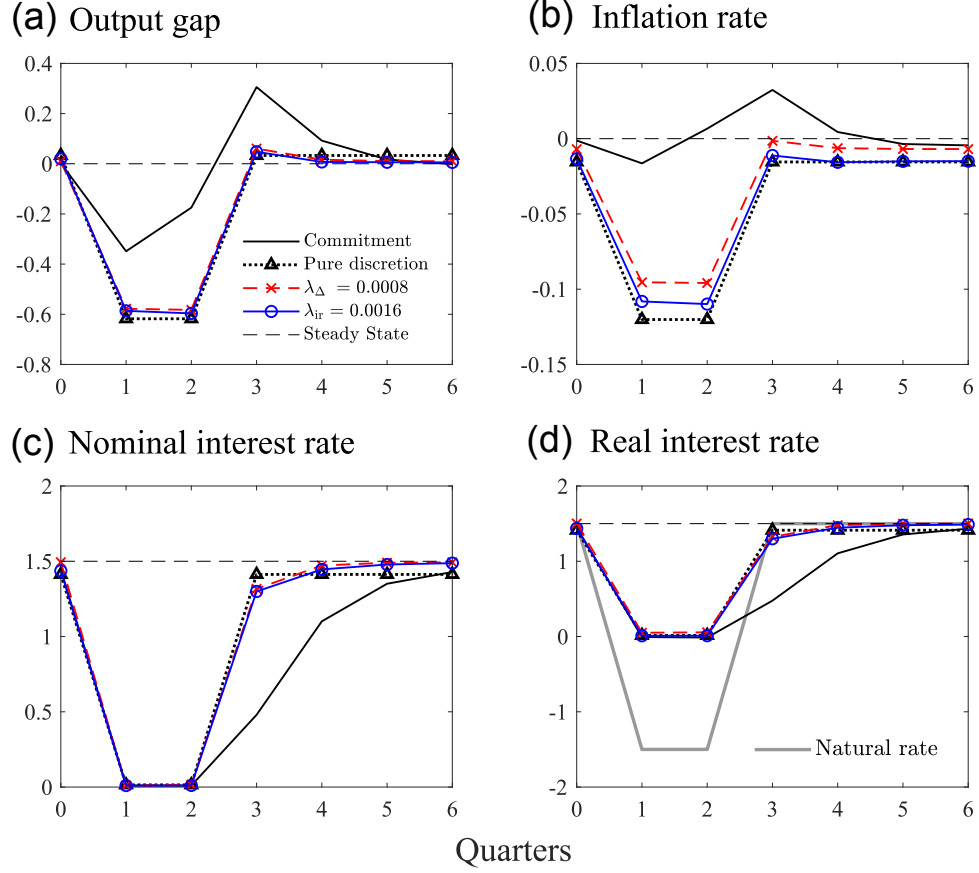 (a) Output gap
0.4
0.2
0
-0.2
-0.4
-0.6
-0.8
0 1 2 3 4 5 6
Commitment
Pure discretion
λΔ = 0.0008
λir = 0.0016
Steady State
(b) Inflation rate
0.05
0
-0.05
-0.1
-0.15
0 1 2 3 4 5 6
(c) Nominal interest rate
2
1.5
1
0.5
0
0 1 2 3 4 5 6
(d) Real interest rate
2
1
0
-1
-2
0 1 2 3 4 5 6
Natural rate
Quarters